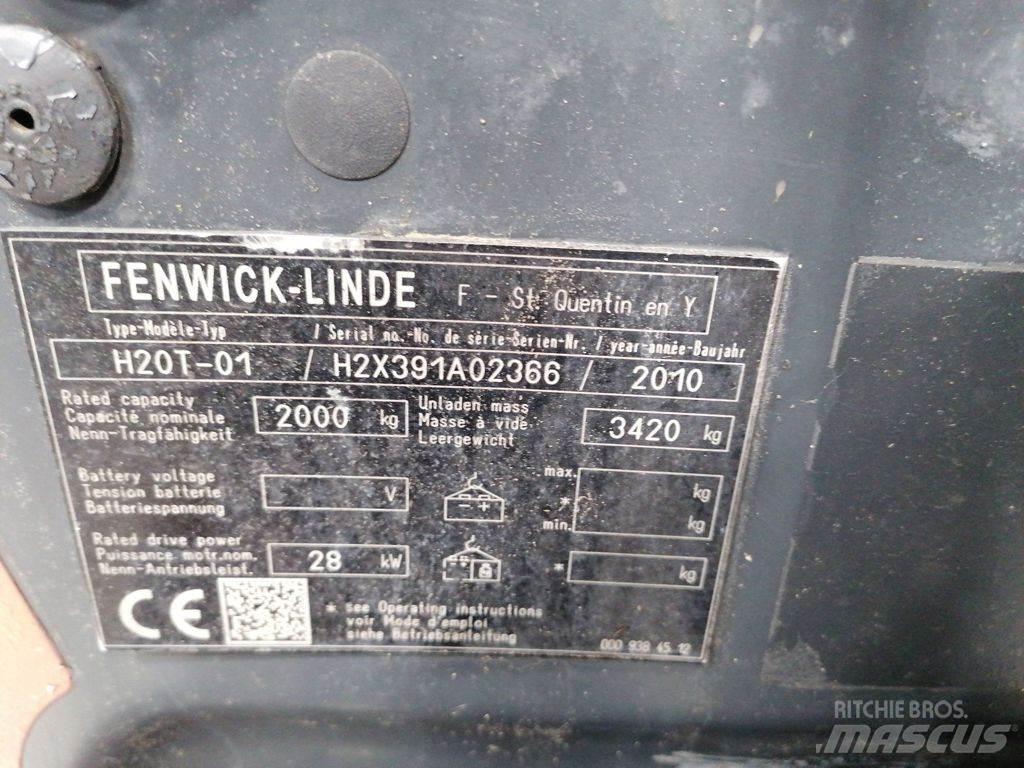 FENWICK-LINDE F - St. Quentin en Y
Type-Modèle-Typ / Serial no.-No. de série-Serien-Nr. / year-année-Baujahr
H20T-01 / H2X391A02366 / 2010
Rated capacity
Capacité nominale
Nenn-Tragfähigkeit
2000 kg
Unladen mass
Masse à vide
Leergewicht
3420 kg
Battery voltage
Tension batterie
Batteriespannung
V
max. kg
*
min. kg
Rated drive power
Puissance motr.nom.
Nenn-Antriebsleist.
28 kW
* kg
CE
* see Operating instructions
voir Mode d'emploi
siehe Betriebsanleitung
000 938 45 12
RITCHIE BROS.
MASCUS